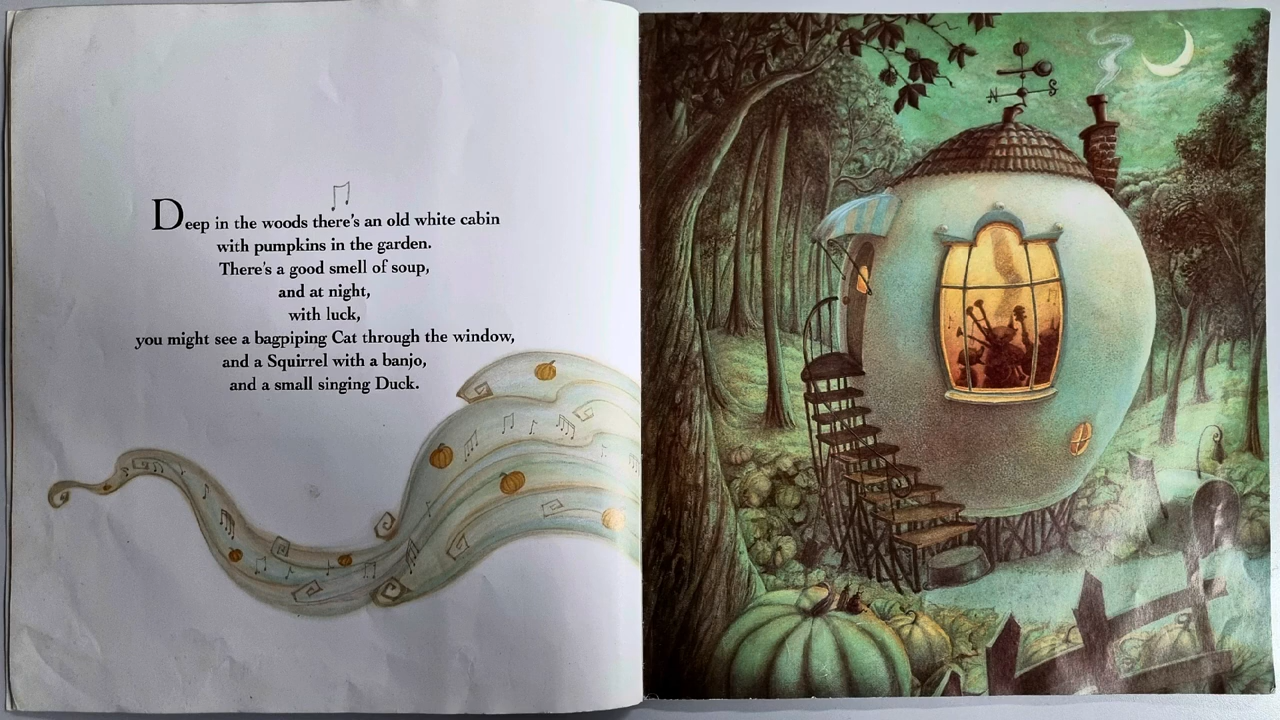 Deep in the woods there's an old white cabin
with pumpkins in the garden.
There's a good smell of soup,
and at night,
with luck,
you might see a bagpiping Cat through the window,
and a Squirrel with a banjo,
and a small singing Duck.
N S